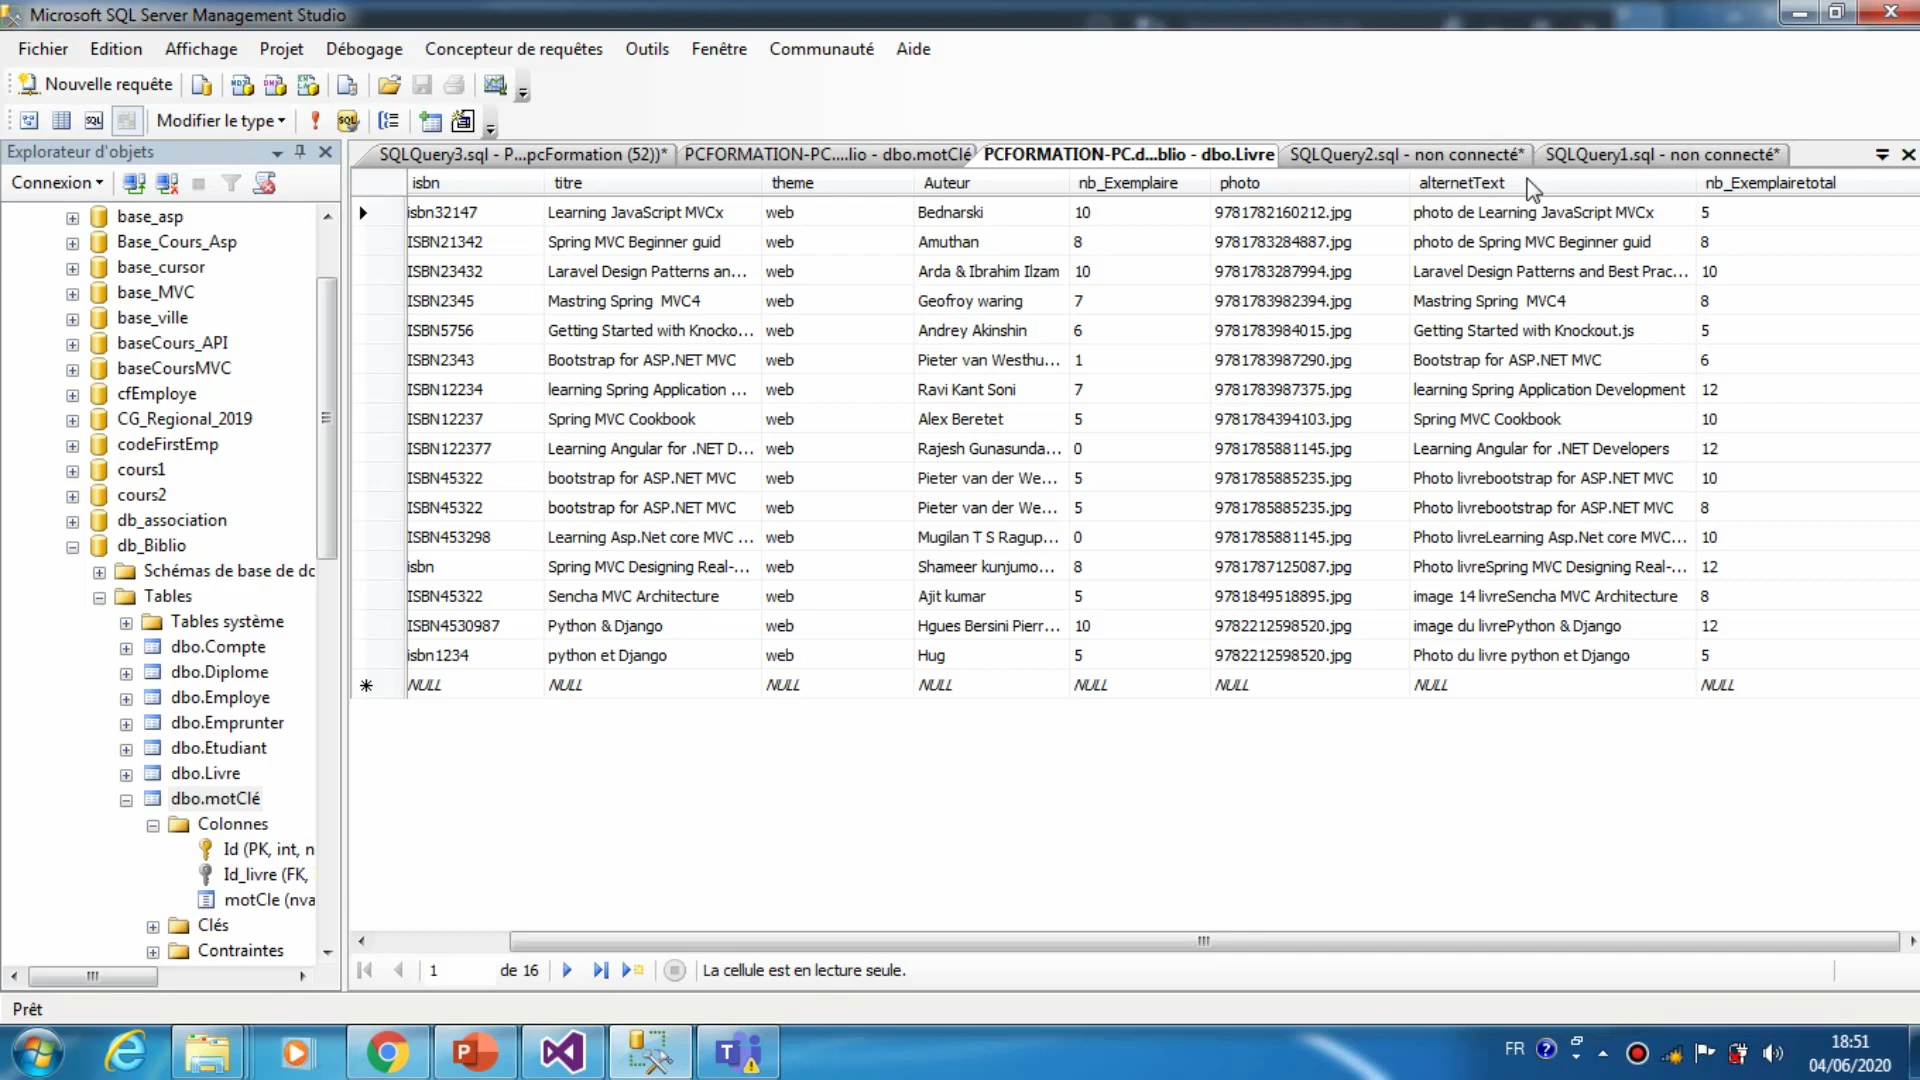 Microsoft SQL Server Management Studio
Fichier Edition Affichage Projet Débogage Concepteur de requêtes Outils Fenêtre Communauté Aide
Nouvelle requête
Modifier le type
Explorateur d'objets
SQLQuery3.sql - P...pcFormation (52))* PCFORMATION-PC....lio - dbo.motClé PCFORMATION-PC.d...blio - dbo.Livre SQLQuery2.sql - non connecté* SQLQuery1.sql - non connecté*
Connexion
base_asp
Base_Cours_Asp
base_cursor
base_MVC
base_ville
baseCours_API
baseCoursMVC
cfEmploye
CG_Regional_2019
codeFirstEmp
cours1
cours2
db_association
db_Biblio
Schémas de base de dc
Tables
Tables système
dbo.Compte
dbo.Diplome
dbo.Employe
dbo.Emprunter
dbo.Etudiant
dbo.Livre
dbo.motClé
Colonnes
Id (PK, int, n
Id_livre (FK,
motCle (nva
Clés
Contraintes
isbn titre theme Auteur nb_Exemplaire photo alternetText nb_Exemplairetotal
isbn32147 Learning JavaScript MVCx web Bednarski 10 9781782160212.jpg photo de Learning JavaScript MVCx 5
ISBN21342 Spring MVC Beginner guid web Amuthan 8 9781783284887.jpg photo de Spring MVC Beginner guid 8
ISBN23432 Laravel Design Patterns an... web Arda & Ibrahim Ilzam 10 9781783287994.jpg Laravel Design Patterns and Best Prac... 10
ISBN2345 Mastring Spring MVC4 web Geofroy waring 7 9781783982394.jpg Mastring Spring MVC4 8
ISBN5756 Getting Started with Knocko... web Andrey Akinshin 6 9781783984015.jpg Getting Started with Knockout.js 5
ISBN2343 Bootstrap for ASP.NET MVC web Pieter van Westhu... 1 9781783987290.jpg Bootstrap for ASP.NET MVC 6
ISBN12234 learning Spring Application ... web Ravi Kant Soni 7 9781783987375.jpg learning Spring Application Development 12
ISBN12237 Spring MVC Cookbook web Alex Beretet 5 9781784394103.jpg Spring MVC Cookbook 10
ISBN122377 Learning Angular for .NET D... web Rajesh Gunasunda... 0 9781785881145.jpg Learning Angular for .NET Developers 12
ISBN45322 bootstrap for ASP.NET MVC web Pieter van der We... 5 9781785885235.jpg Photo livrebootstrap for ASP.NET MVC 10
ISBN45322 bootstrap for ASP.NET MVC web Pieter van der We... 5 9781785885235.jpg Photo livrebootstrap for ASP.NET MVC 8
ISBN453298 Learning Asp.Net core MVC ... web Mugilan T S Ragup... 0 9781785881145.jpg Photo livreLearning Asp.Net core MVC... 10
isbn Spring MVC Designing Real-... web Shameer kunjumo... 8 9781787125087.jpg Photo livreSpring MVC Designing Real-... 12
ISBN45322 Sencha MVC Architecture web Ajit kumar 5 9781849518895.jpg image 14 livreSencha MVC Architecture 8
ISBN4530987 Python & Django web Hgues Bersini Pierr... 10 9782212598520.jpg image du livrePython & Django 12
isbn1234 python et Django web Hug 5 9782212598520.jpg Photo du livre python et Django 5
NULL NULL NULL NULL NULL NULL NULL NULL
1 de 16 La cellule est en lecture seule.
Prêt
FR
18:51
04/06/2020